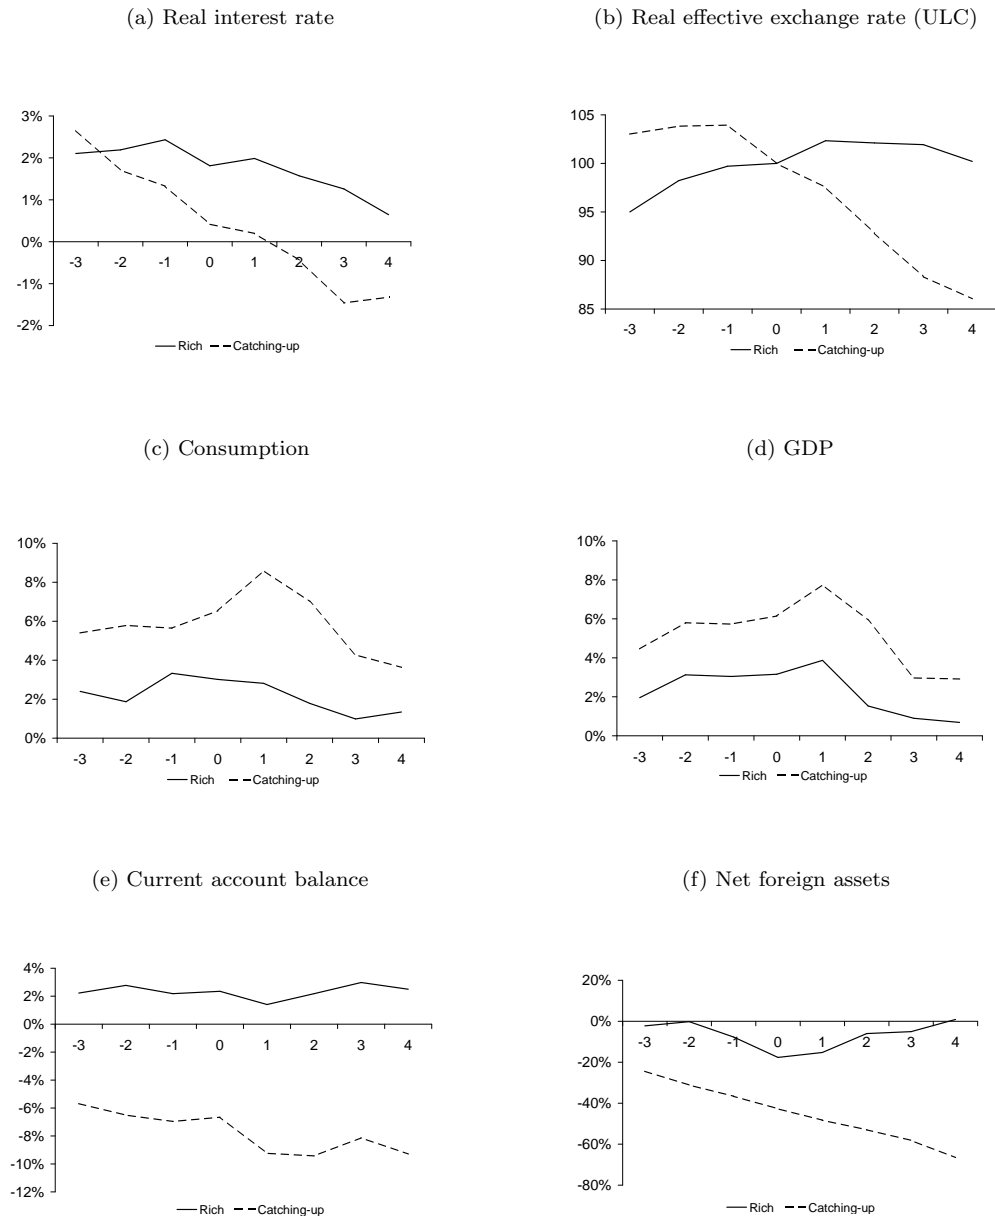 (a) Real interest rate
(b) Real effective exchange rate (ULC)
3%
2%
1%
0%
-1%
-2%
-3 -2 -1 0 1 2 3 4
Rich Catching-up
105
100
95
90
85
-3 -2 -1 0 1 2 3 4
Rich Catching-up
(c) Consumption
(d) GDP
10%
8%
6%
4%
2%
0%
-3 -2 -1 0 1 2 3 4
Rich Catching-up
10%
8%
6%
4%
2%
0%
-3 -2 -1 0 1 2 3 4
Rich Catching-up
(e) Current account balance
(f) Net foreign assets
4%
2%
0%
-2%
-4%
-6%
-8%
-10%
-12%
-3 -2 -1 0 1 2 3 4
Rich Catching-up
20%
0%
-20%
-40%
-60%
-80%
-3 -2 -1 0 1 2 3 4
Rich Catching-up